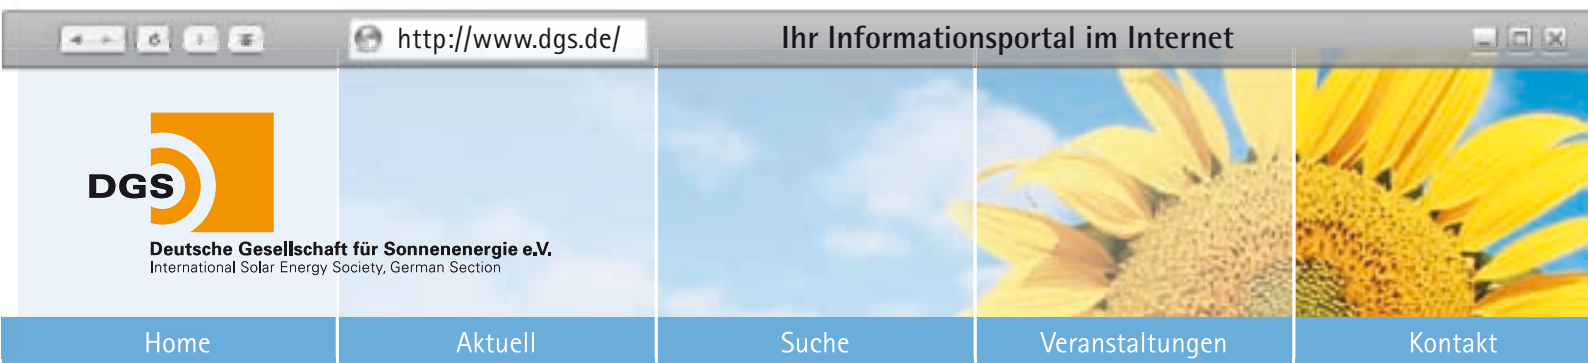 http://www.dgs.de/ Ihr Informationsportal im Internet
DGS
Deutsche Gesellschaft für Sonnenenergie e.V.
International Solar Energy Society, German Section
Home Aktuell Suche Veranstaltungen Kontakt